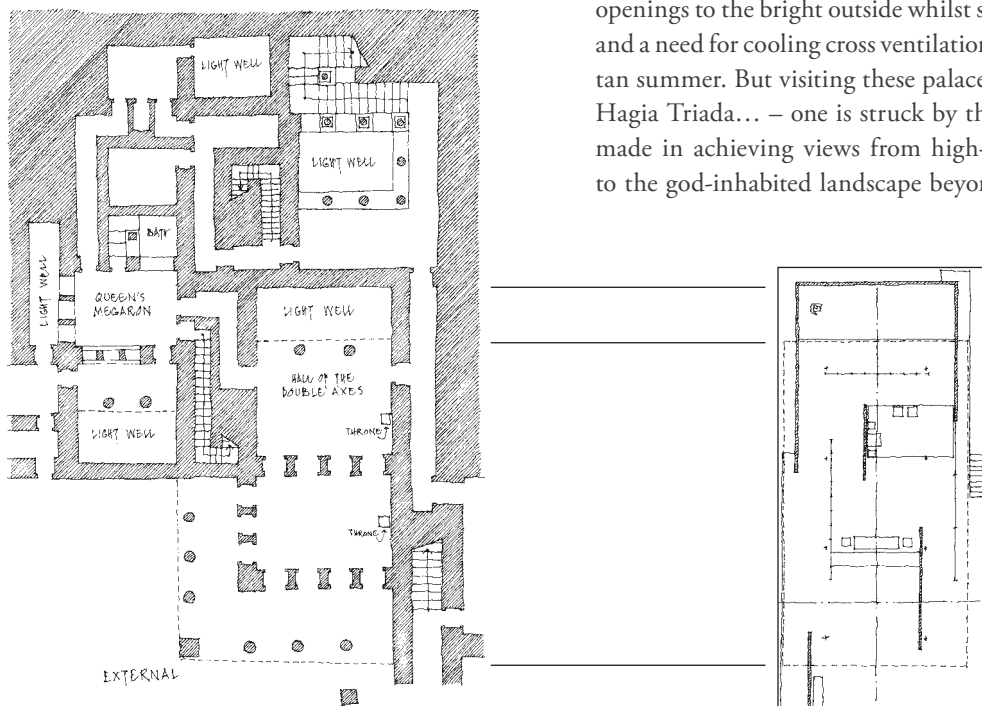 openings to the bright outside whilst s
and a need for cooling cross ventilation
tan summer. But visiting these palace
Hagia Triada… – one is struck by th
made in achieving views from high-
to the god-inhabited landscape beyon
LIGHT WELL
LIGHT WELL
BATH
LIGHT WELL
QUEEN'S
MEGARON
LIGHT WELL
HALL OF THE
DOUBLE AXES
THRONE
LIGHT WELL
THRONE
EXTERNAL